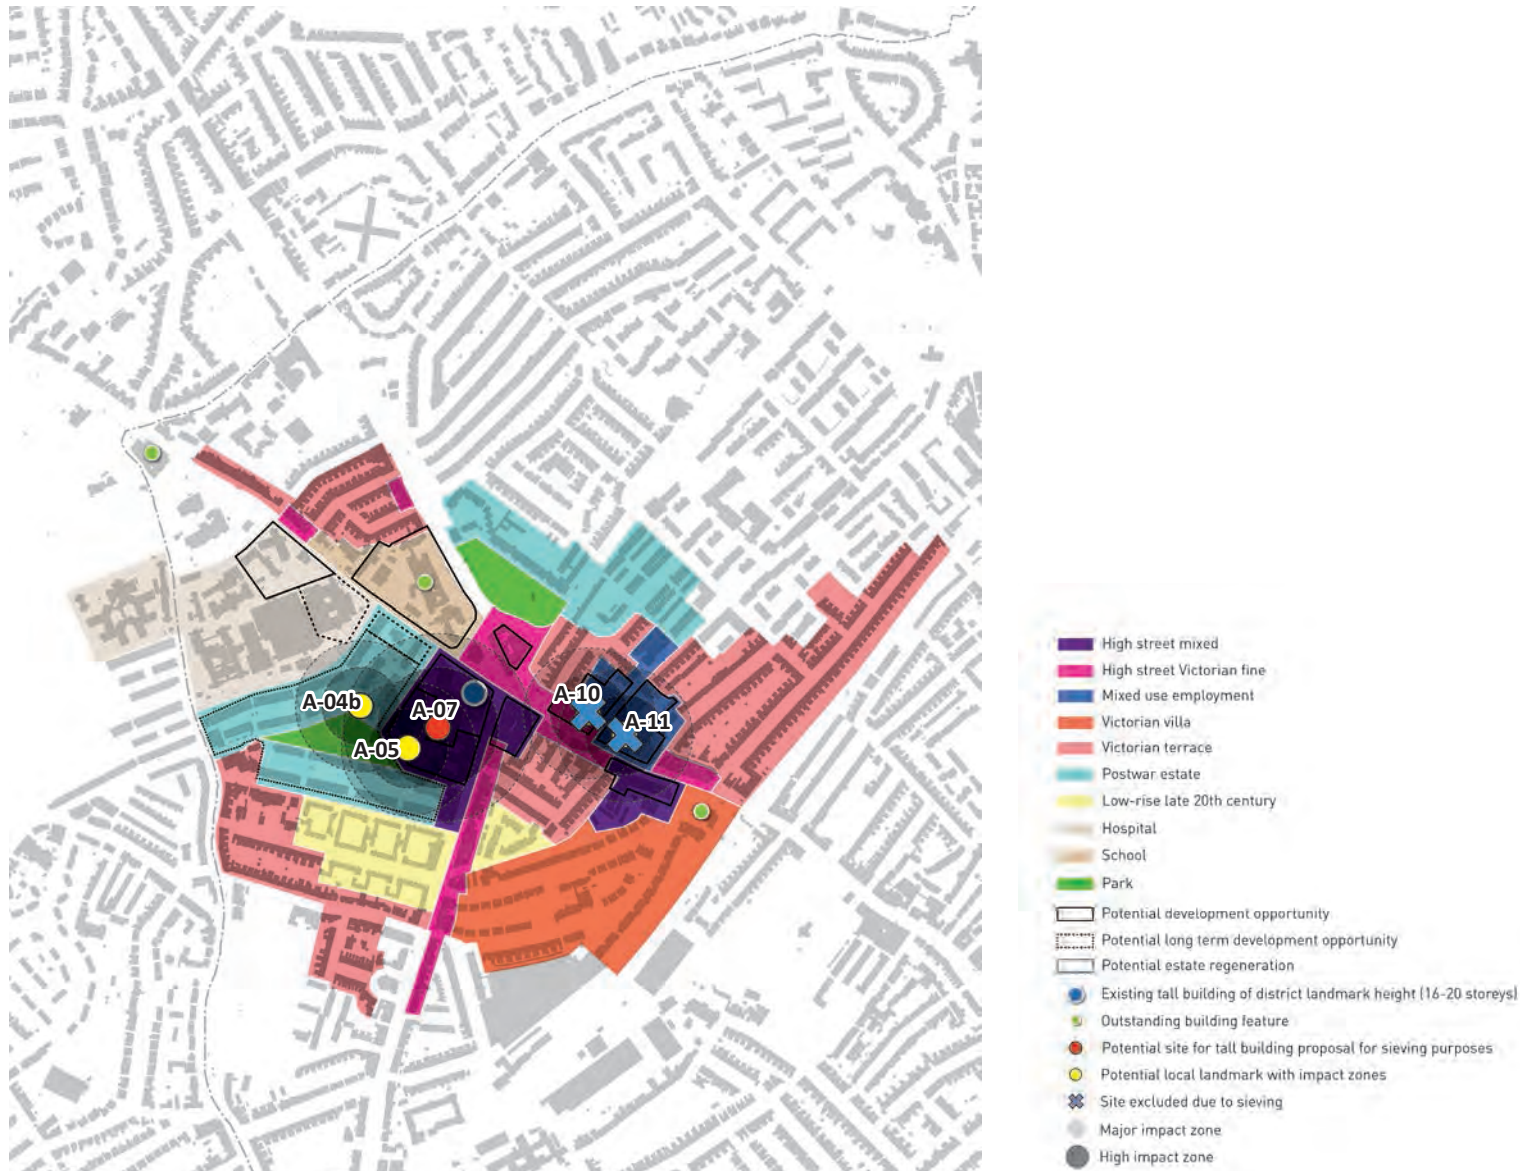 A-10
A-04b
A-07
A-11
A-05
High street mixed
High street Victorian fine
Mixed use employment
Victorian villa
Victorian terrace
Postwar estate
Low-rise late 20th century
Hospital
School
Park
Potential development opportunity
Potential long term development opportunity
Potential estate regeneration
Existing tall building of district landmark height (16-20 storeys)
Outstanding building feature
Potential site for tall building proposal for sieving purposes
Potential local landmark with impact zones
Site excluded due to sieving
Major impact zone
High impact zone